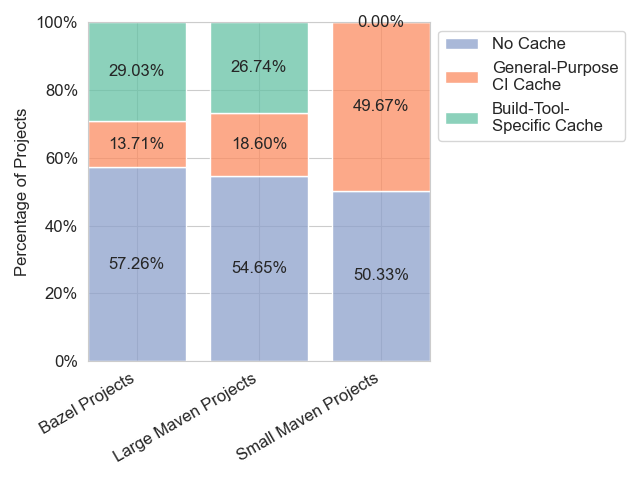 100%
80%
60%
40%
20%
0%
Percentage of Projects
29.03%
13.71%
57.26%
26.74%
18.60%
54.65%
0.00%
49.67%
50.33%
Bazel Projects
Large Maven Projects
Small Maven Projects
No Cache
General-Purpose
CI Cache
Build-Tool-
Specific Cache